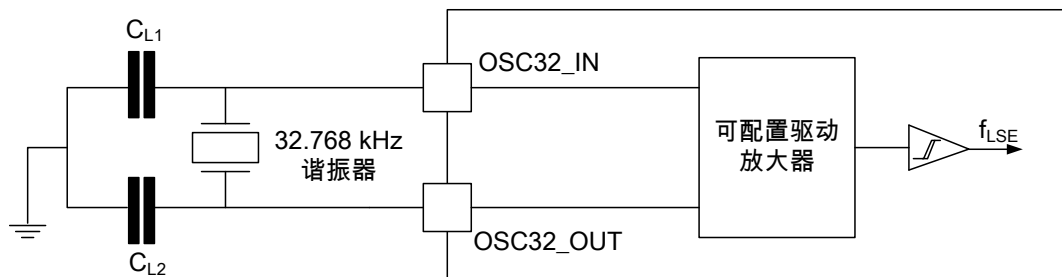 CL1
OSC32_IN
32.768 kHz
谐振器
可配置驱动
放大器
fLSE
OSC32_OUT
CL2